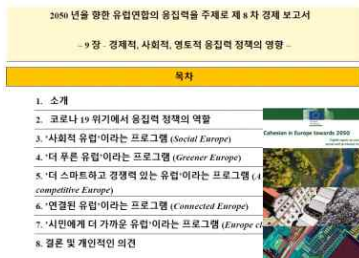 2050 년을 향한 유럽연합의 응집력을 주제로 제 8 차 경제 보고서
– 9 장 - 경제적, 사회적, 영토적 응집력 정책의 영향 –
목차
1. 소개
2. 코로나 19 위기에서 응집력 정책의 역할
3. '사회적 유럽'이라는 프로그램 (Social Europe)
4. '더 푸른 유럽'이라는 프로그램 (Greener Europe)
5. '더 스마트하고 경쟁력 있는 유럽'이라는 프로그램 (A
competitive Europe)
6. '연결된 유럽'이라는 프로그램 (Connected Europe)
7. '시민에게 더 가까운 유럽'이라는 프로그램 (Europe cl
8. 결론 및 개인적인 의견
Cohesion in Europe towards 2050